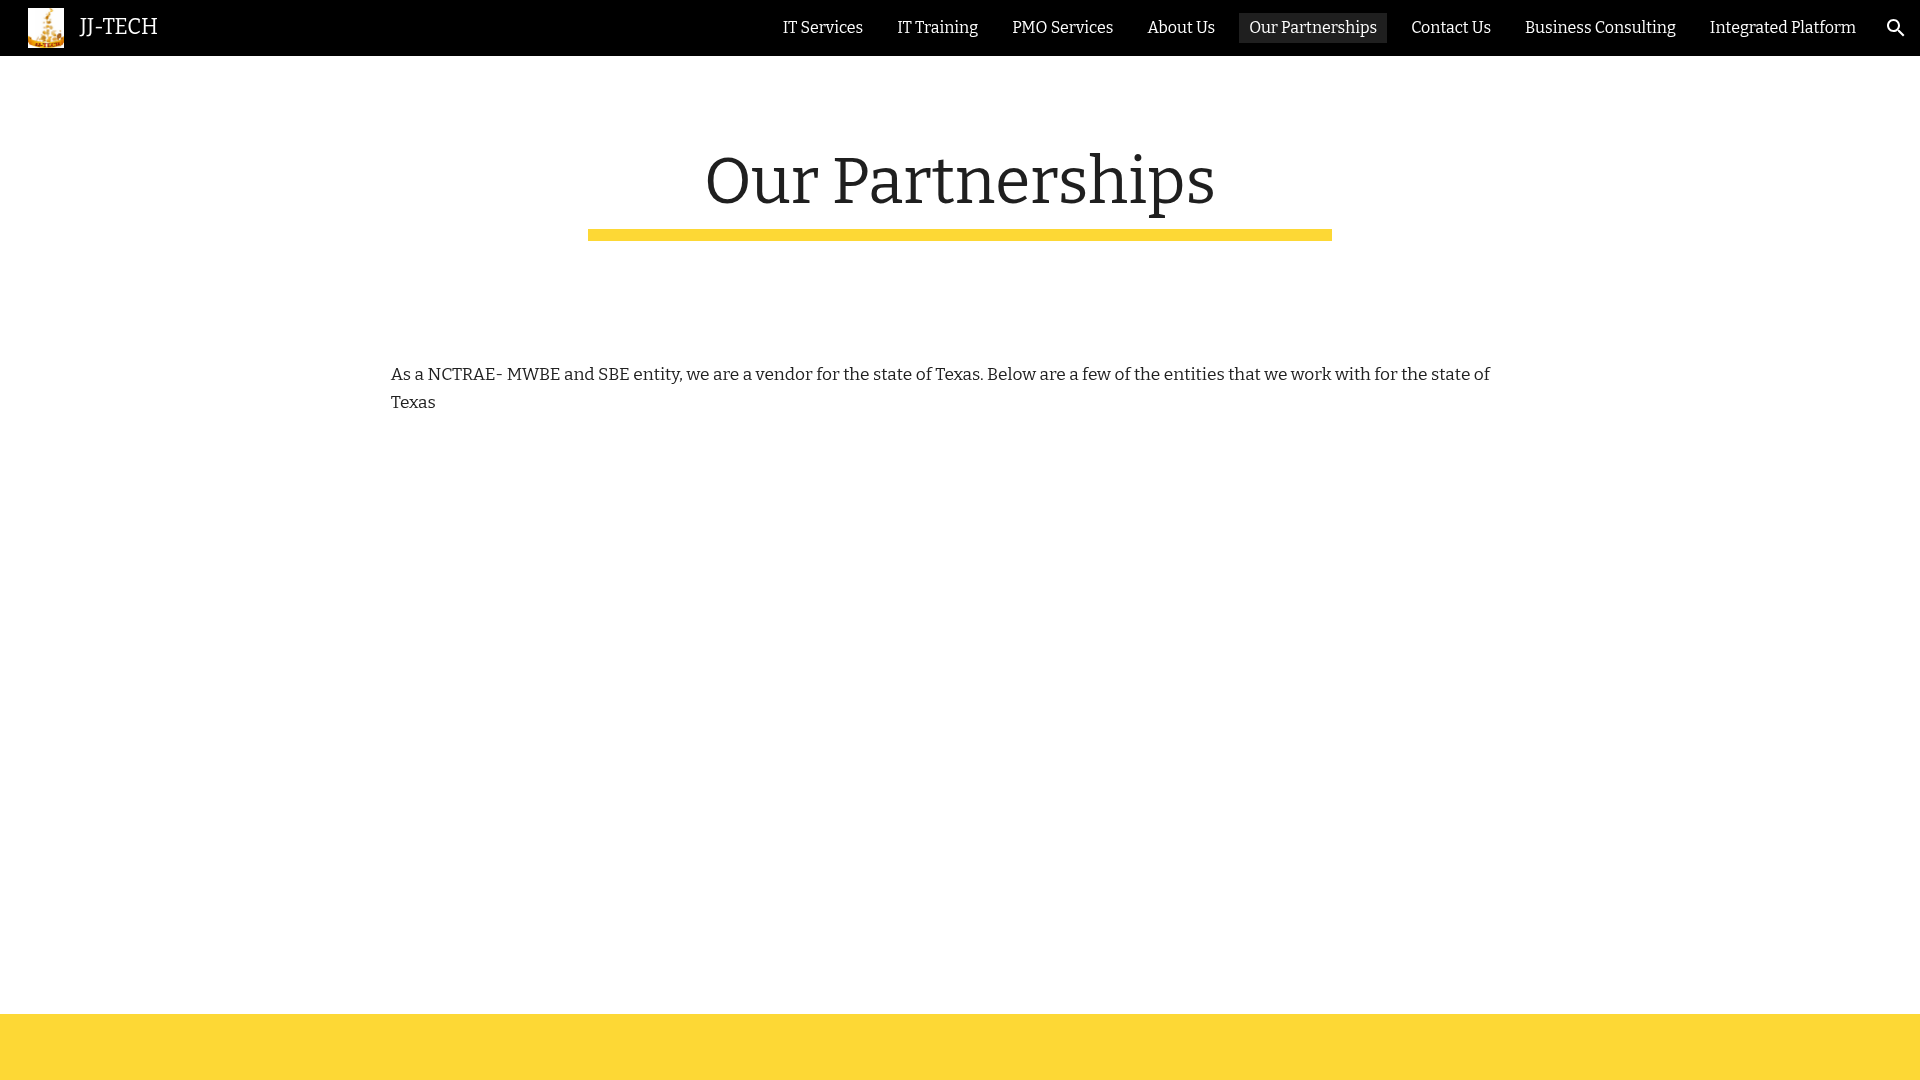 JJ-TECH
IT Services
IT Training
PMO Services
About Us
Our Partnerships
Contact Us
Business Consulting
Integrated Platform
Our Partnerships
As a NCTRAE- MWBE and SBE entity, we are a vendor for the state of Texas. Below are a few of the entities that we work with for the state of
Texas